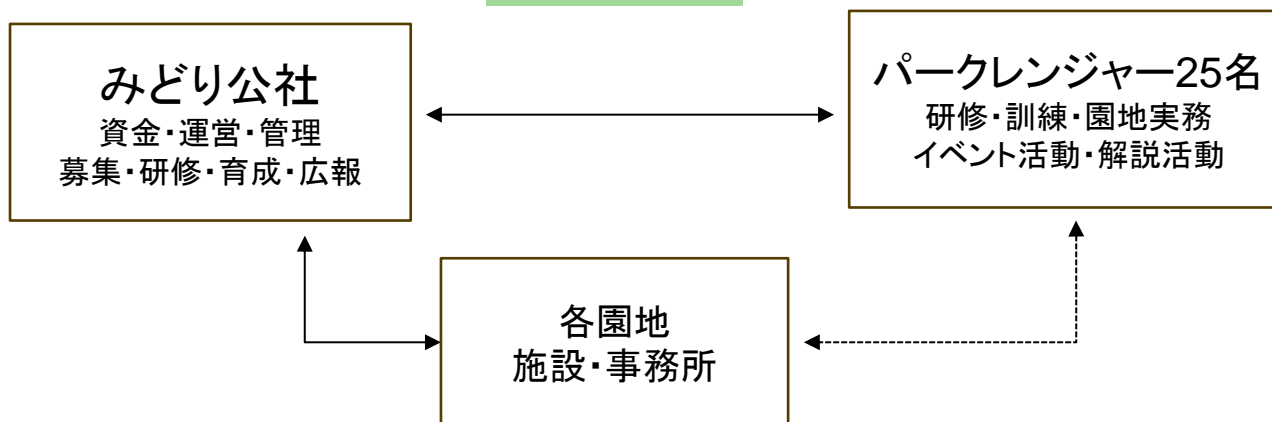 みどり公社
資金・運営・管理
募集・研修・育成・広報
パークレンジャー25名
研修・訓練・園地実務
イベント活動・解説活動
各園地
施設・事務所